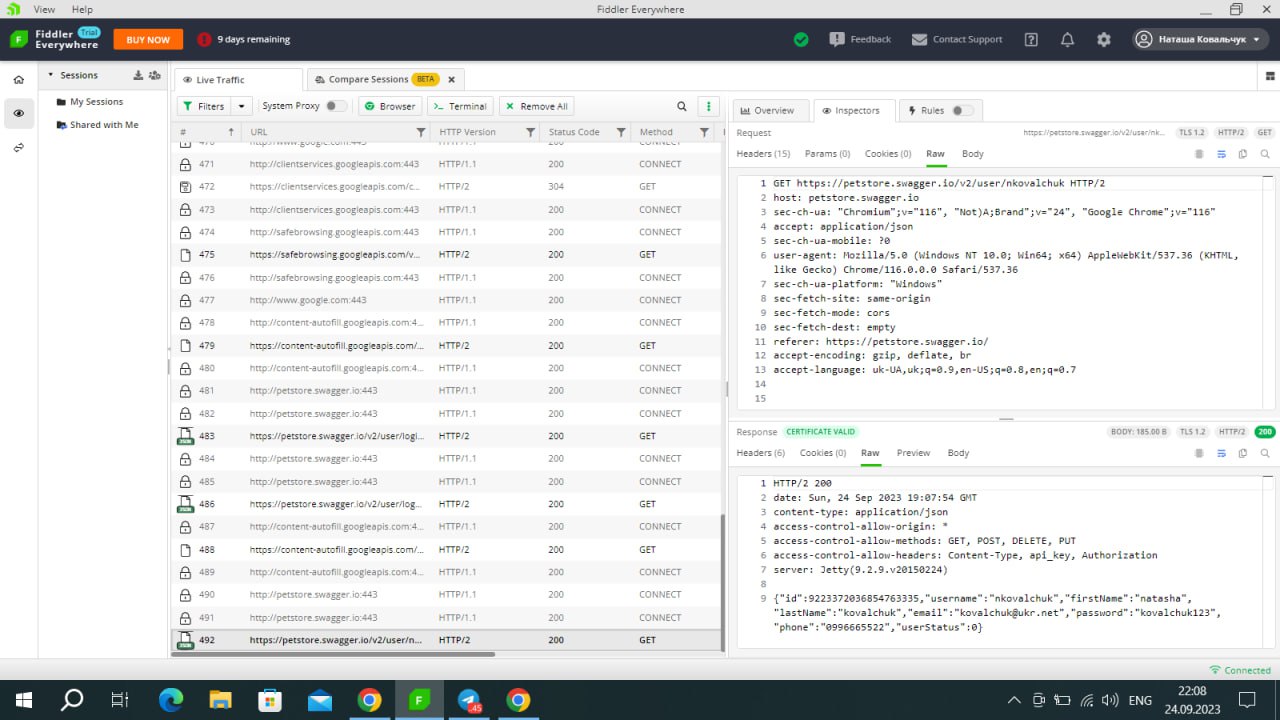 View Help Fiddler Everywhere
Fiddler Trial
Everywhere
BUY NOW
9 days remaining
Feedback Contact Support Наташа Ковальчук
Sessions
My Sessions
Shared with Me
Live Traffic Compare Sessions BETA
Filters System Proxy Browser Terminal Remove All
# URL HTTP Version Status Code Method
470 http://www.google.com:443 HTTP/1.1 200 CONNECT
471 http://clientservices.googleapis.com:443 HTTP/1.1 200 CONNECT
472 https://clientservices.googleapis.com/c... HTTP/2 304 GET
473 http://clientservices.googleapis.com:443 HTTP/1.1 200 CONNECT
474 http://safebrowsing.googleapis.com:443 HTTP/1.1 200 CONNECT
475 https://safebrowsing.googleapis.com/v... HTTP/2 200 GET
476 http://safebrowsing.googleapis.com:443 HTTP/1.1 200 CONNECT
477 http://www.google.com:443 HTTP/1.1 200 CONNECT
478 http://content-autofill.googleapis.com:4... HTTP/1.1 200 CONNECT
479 https://content-autofill.googleapis.com/... HTTP/2 200 GET
480 http://content-autofill.googleapis.com:4... HTTP/1.1 200 CONNECT
481 http://petstore.swagger.io:443 HTTP/1.1 200 CONNECT
482 http://petstore.swagger.io:443 HTTP/1.1 200 CONNECT
483 https://petstore.swagger.io/v2/user/logi... HTTP/2 200 GET
484 http://petstore.swagger.io:443 HTTP/1.1 200 CONNECT
485 http://petstore.swagger.io:443 HTTP/1.1 200 CONNECT
486 https://petstore.swagger.io/v2/user/log... HTTP/2 200 GET
487 http://content-autofill.googleapis.com:4... HTTP/1.1 200 CONNECT
488 https://content-autofill.googleapis.com/... HTTP/2 200 GET
489 http://content-autofill.googleapis.com:4... HTTP/1.1 200 CONNECT
490 http://petstore.swagger.io:443 HTTP/1.1 200 CONNECT
491 http://petstore.swagger.io:443 HTTP/1.1 200 CONNECT
492 https://petstore.swagger.io/v2/user/n... HTTP/2 200 GET
Overview Inspectors Rules
Request https://petstore.swagger.io/v2/user/nk... TLS 1.2 HTTP/2 GET
Headers (15) Params (0) Cookies (0) Raw Body
1 GET https://petstore.swagger.io/v2/user/nkovalchuk HTTP/2
2 host: petstore.swagger.io
3 sec-ch-ua: "Chromium";v="116", "Not)A;Brand";v="24", "Google Chrome";v="116"
4 accept: application/json
5 sec-ch-ua-mobile: ?0
6 user-agent: Mozilla/5.0 (Windows NT 10.0; Win64; x64) AppleWebKit/537.36 (KHTML,
like Gecko) Chrome/116.0.0.0 Safari/537.36
7 sec-ch-ua-platform: "Windows"
8 sec-fetch-site: same-origin
9 sec-fetch-mode: cors
10 sec-fetch-dest: empty
11 referer: https://petstore.swagger.io/
12 accept-encoding: gzip, deflate, br
13 accept-language: uk-UA,uk;q=0.9,en-US;q=0.8,en;q=0.7
14
15
Response CERTIFICATE VALID BODY: 185.00 B TLS 1.2 HTTP/2 200
Headers (6) Cookies (0) Raw Preview Body
1 HTTP/2 200
2 date: Sun, 24 Sep 2023 19:07:54 GMT
3 content-type: application/json
4 access-control-allow-origin: *
5 access-control-allow-methods: GET, POST, DELETE, PUT
6 access-control-allow-headers: Content-Type, api_key, Authorization
7 server: Jetty(9.2.9.v20150224)
8
9 {"id":9223372036854763335,"username":"nkovalchuk","firstName":"natasha",
"lastName":"kovalchuk","email":"kovalchuk@ukr.net","password":"kovalchuk123",
"phone":"0996665522","userStatus":0}
Connected
ENG 22:08
24.09.2023